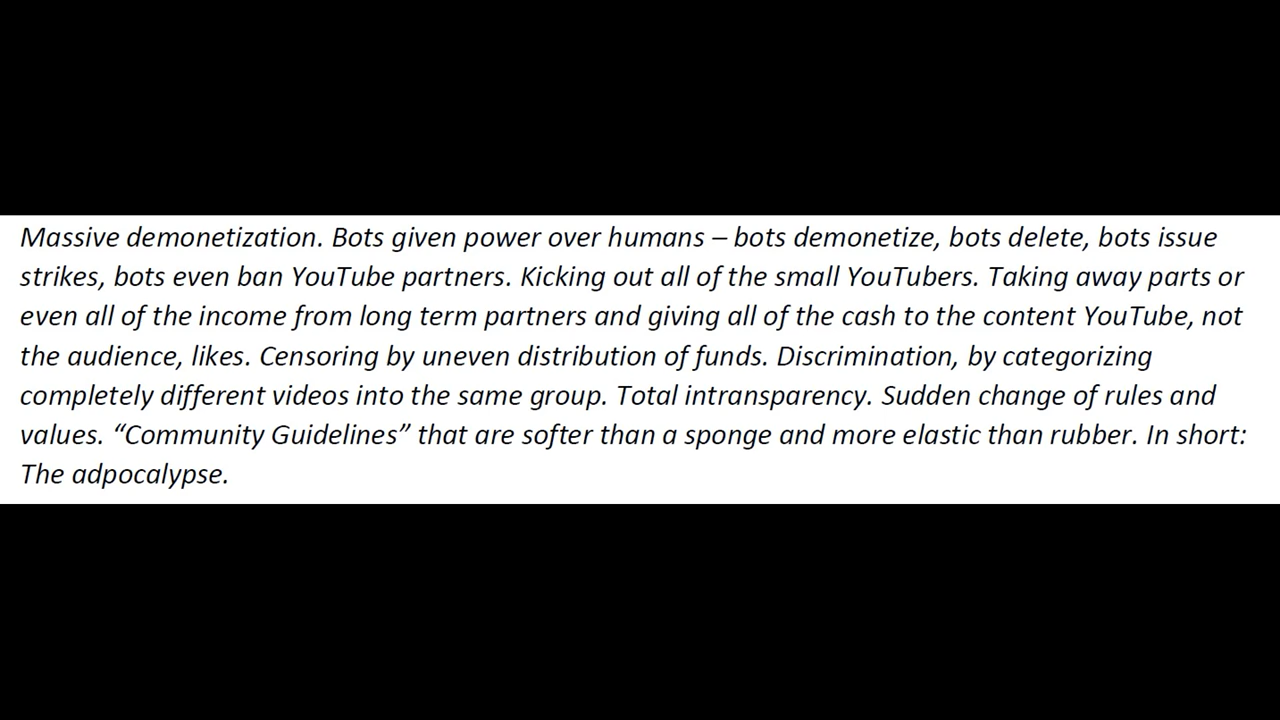 Massive demonetization. Bots given power over humans – bots demonetize, bots delete, bots issue
strikes, bots even ban YouTube partners. Kicking out all of the small YouTubers. Taking away parts or
even all of the income from long term partners and giving all of the cash to the content YouTube, not
the audience, likes. Censoring by uneven distribution of funds. Discrimination, by categorizing
completely different videos into the same group. Total intransparency. Sudden change of rules and
values. “Community Guidelines” that are softer than a sponge and more elastic than rubber. In short:
The adpocalypse.